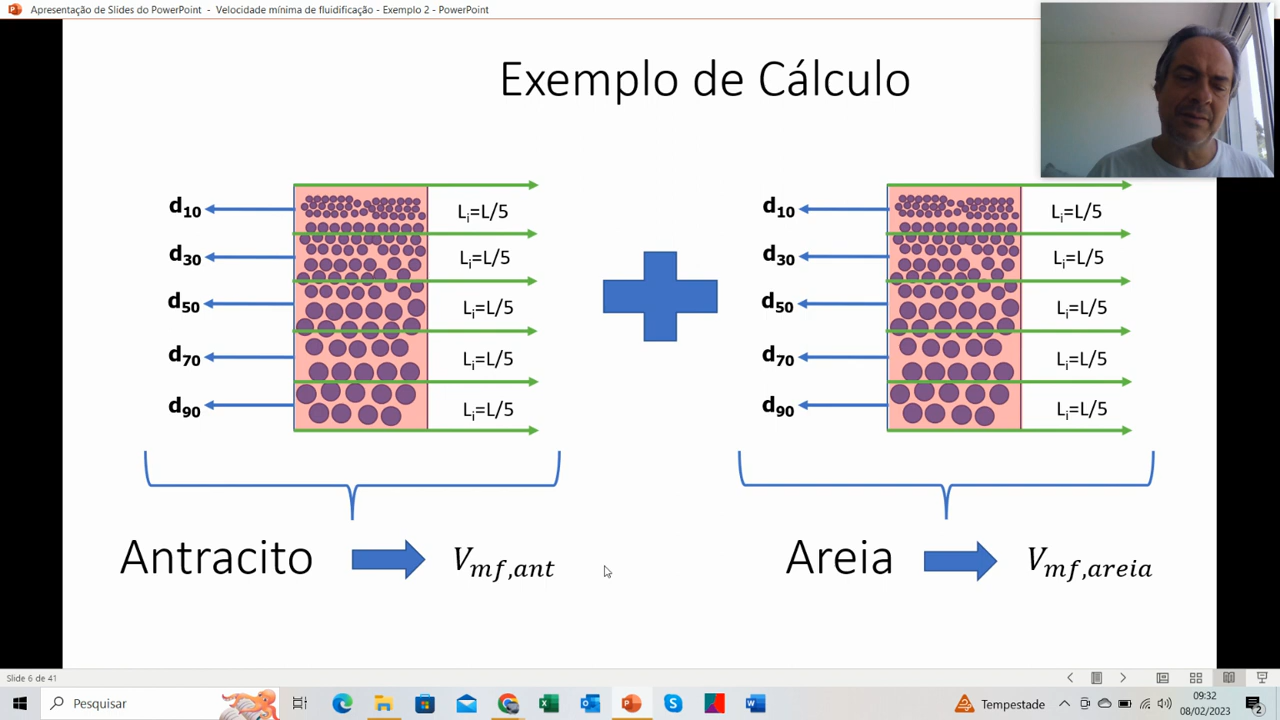 Apresentação de Slides do PowerPoint - Velocidade mínima de fluidificação - Exemplo 2 - PowerPoint
Exemplo de Cálculo
d10 Li=L/5
d30 Li=L/5
d50 Li=L/5
d70 Li=L/5
d90 Li=L/5
d10 Li=L/5
d30 Li=L/5
d50 Li=L/5
d70 Li=L/5
d90 Li=L/5
Antracito Vmf,ant
Areia Vmf,areia
Slide 6 de 41
Pesquisar
Tempestade
09:32
08/02/2023
2